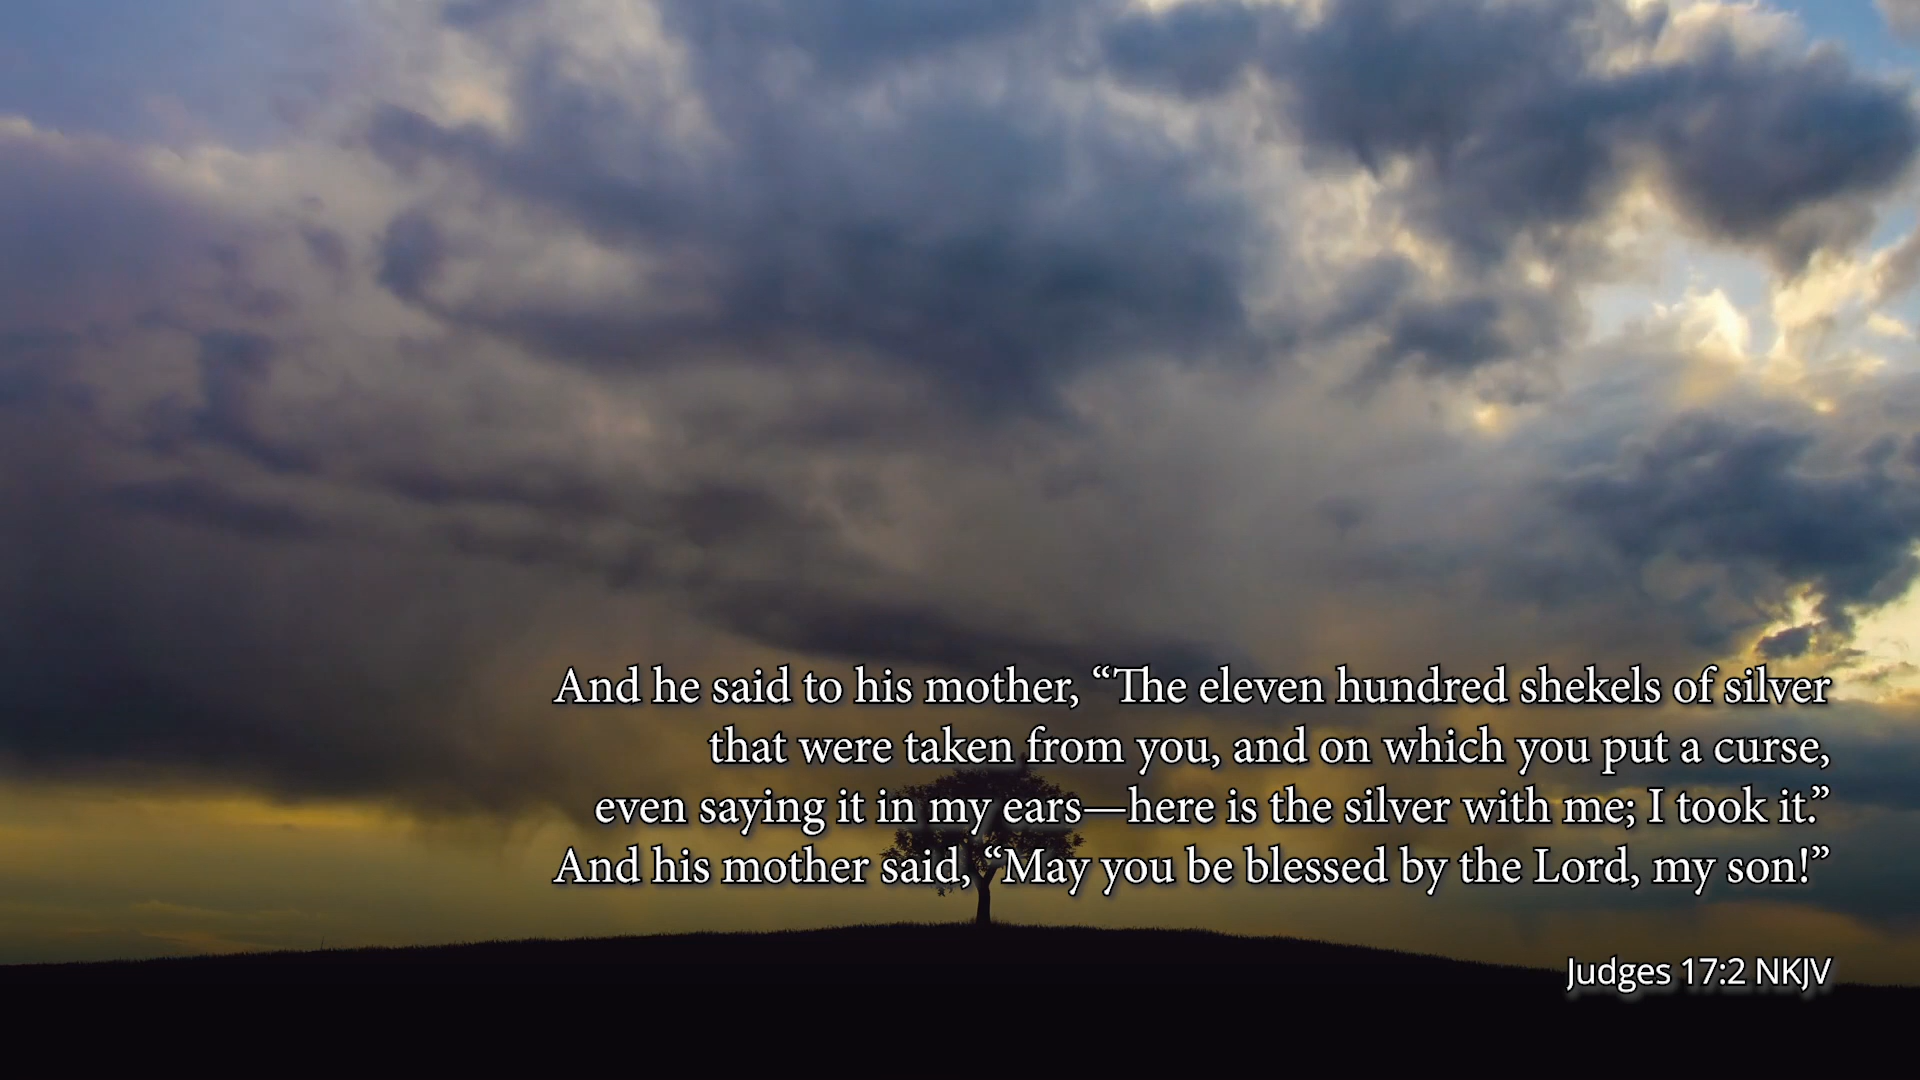 And he said to his mother, “The eleven hundred shekels of silver
that were taken from you, and on which you put a curse,
even saying it in my ears—here is the silver with me; I took it.”
And his mother said, “May you be blessed by the Lord, my son!”
Judges 17:2 NKJV